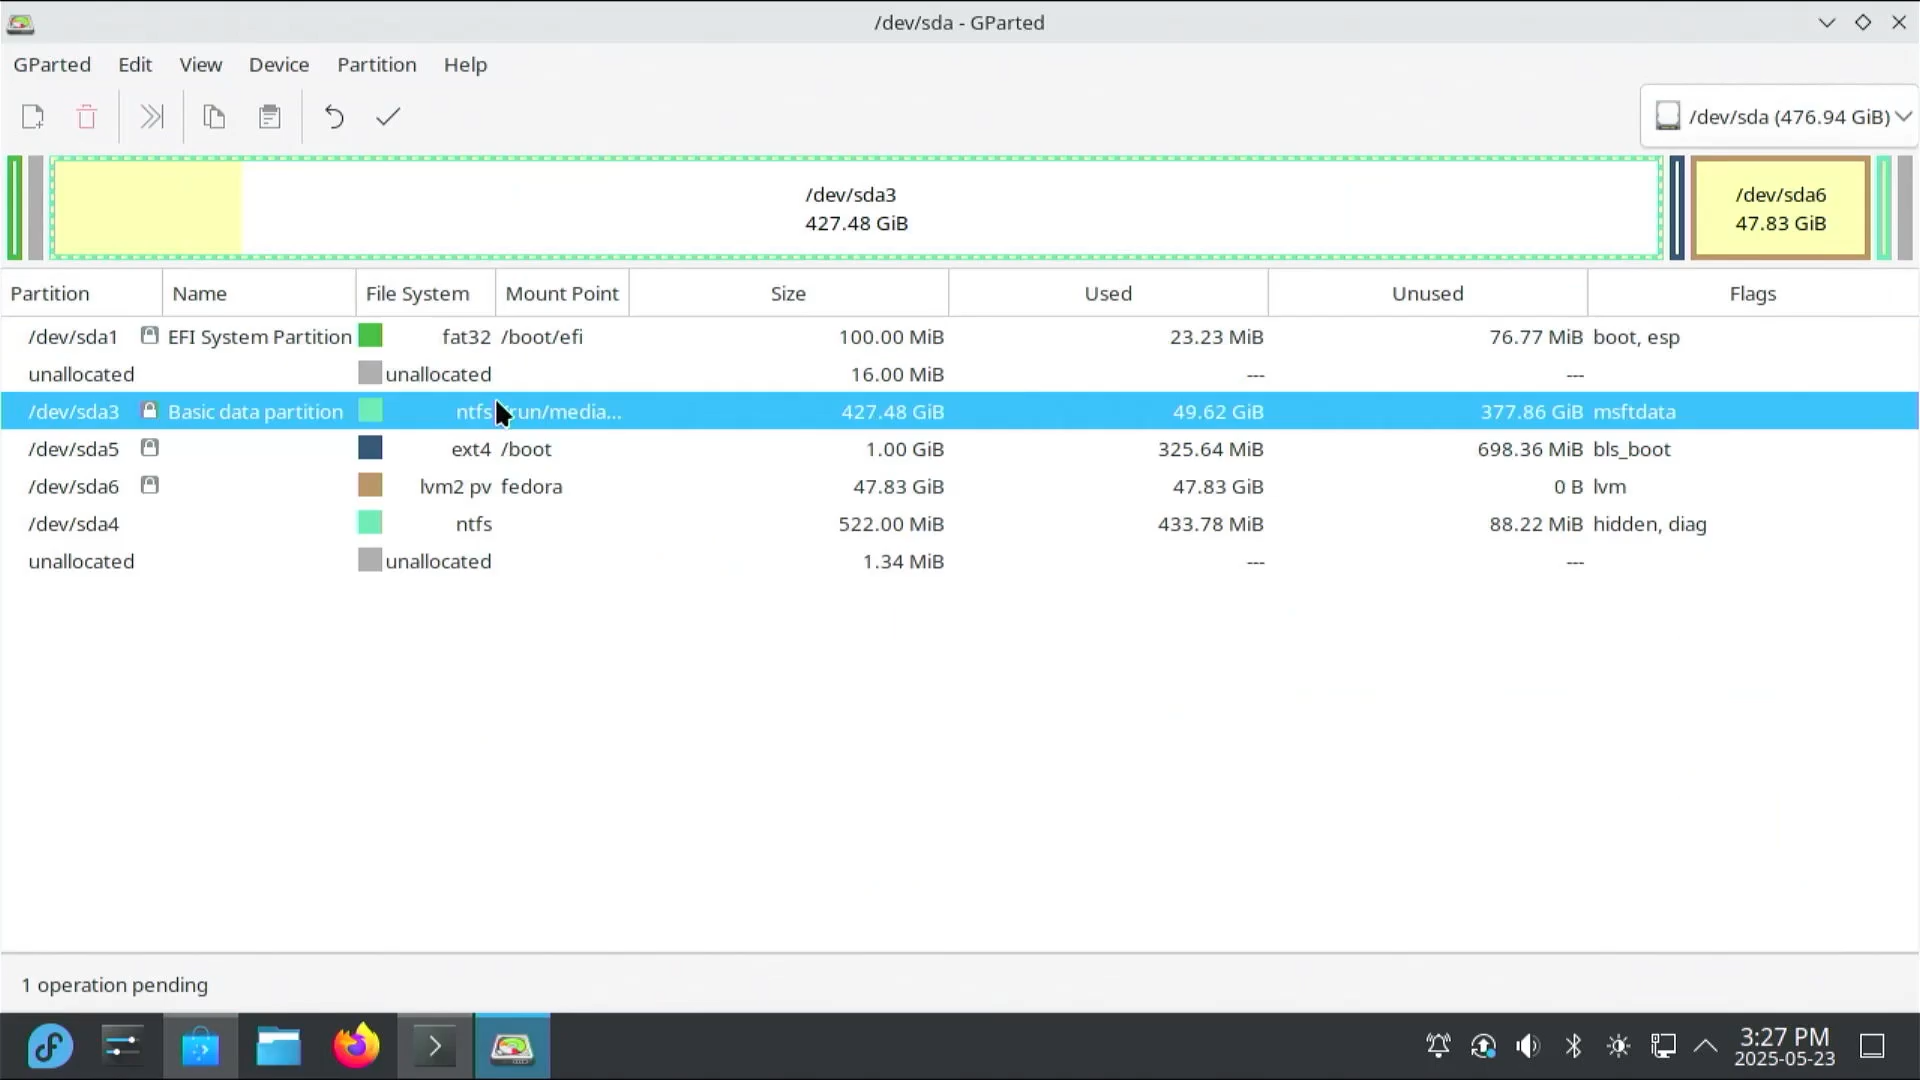 /dev/sda - GParted
GParted Edit View Device Partition Help
/dev/sda (476.94 GiB)
/dev/sda3
427.48 GiB
/dev/sda6
47.83 GiB
Partition Name File System Mount Point Size Used Unused Flags
/dev/sda1 EFI System Partition fat32 /boot/efi 100.00 MiB 23.23 MiB 76.77 MiB boot, esp
unallocated unallocated 16.00 MiB --- ---
/dev/sda3 Basic data partition ntfs run/media... 427.48 GiB 49.62 GiB 377.86 GiB msftdata
/dev/sda5 ext4 /boot 1.00 GiB 325.64 MiB 698.36 MiB bls_boot
/dev/sda6 lvm2 pv fedora 47.83 GiB 47.83 GiB 0 B lvm
/dev/sda4 ntfs 522.00 MiB 433.78 MiB 88.22 MiB hidden, diag
unallocated unallocated 1.34 MiB --- ---
1 operation pending
3:27 PM
2025-05-23